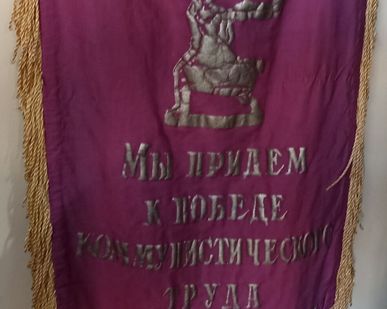 Мы придем
к победе
коммунистического
труда